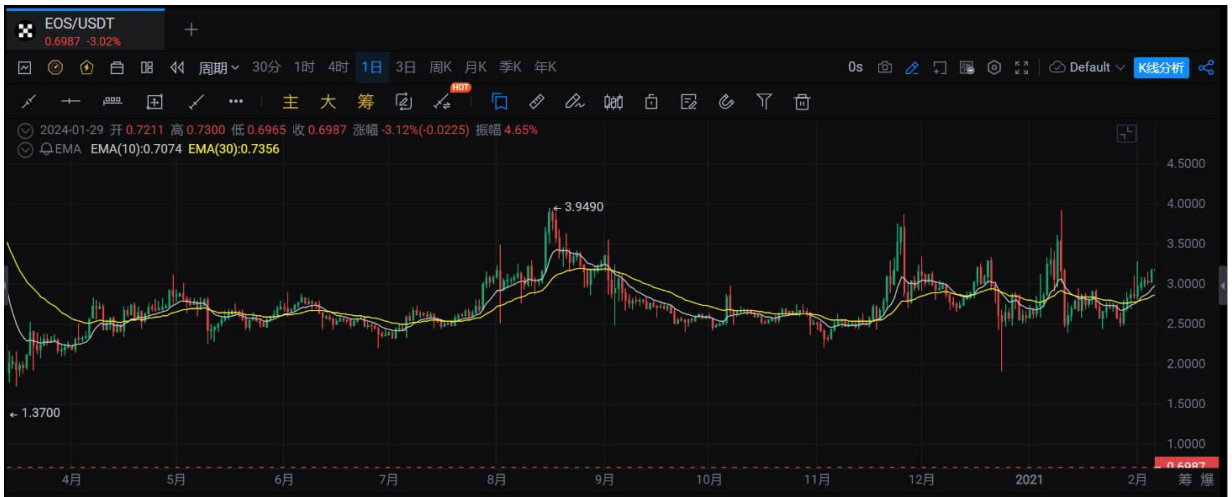 EOS/USDT
0.6987 -3.02%
周期 30分 1时 4时 1日 3日 周K 月K 季K 年K 0s Default K线分析
主 大 筹 HOT
2024-01-29 开 0.7211 高 0.7300 低 0.6965 收 0.6987 涨幅 -3.12%(-0.0225) 振幅 4.65%
EMA EMA(10):0.7074 EMA(30):0.7356
4.5000
4.0000
3.9490
3.5000
3.0000
2.5000
2.0000
1.5000
1.3700
1.0000
0.6987
4月 5月 6月 7月 8月 9月 10月 11月 12月 2021 2月 筹 爆